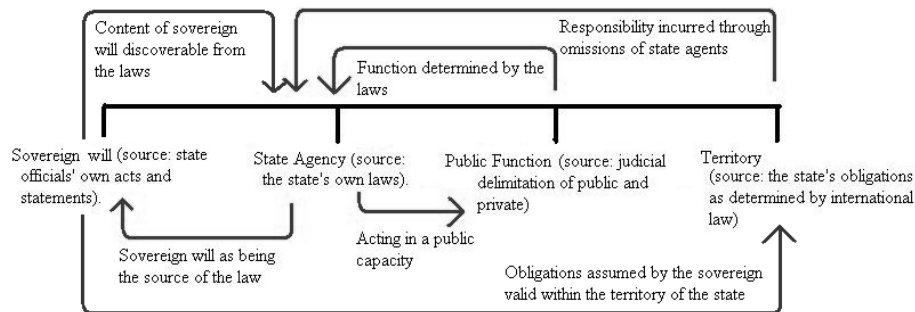 Content of sovereign
will discoverable from
the laws
Responsibility incurred through
omissions of state agents
Function determined by the
laws
Sovereign will (source: state
officials' own acts and
statements).
State Agency (source:
the state's own laws).
Public Function (source: judicial
delimitation of public and
private)
Territory
(source: the state's obligations
as determined by international
law)
Sovereign will as being
the source of the law
Acting in a public
capacity
Obligations assumed by the sovereign
valid within the territory of the state